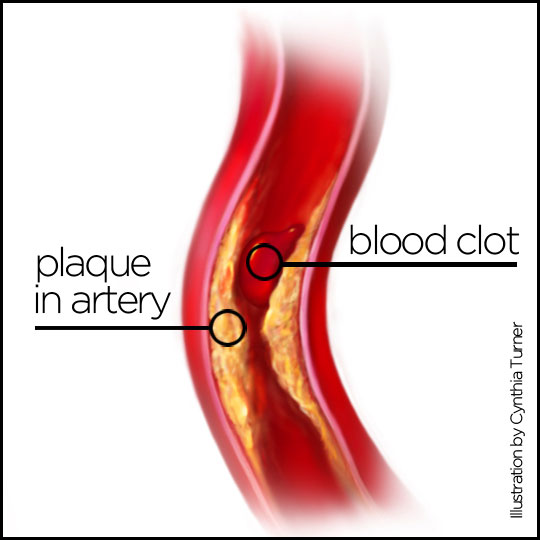 blood clot
plaque
in artery
Illustration by Cynthia Turner